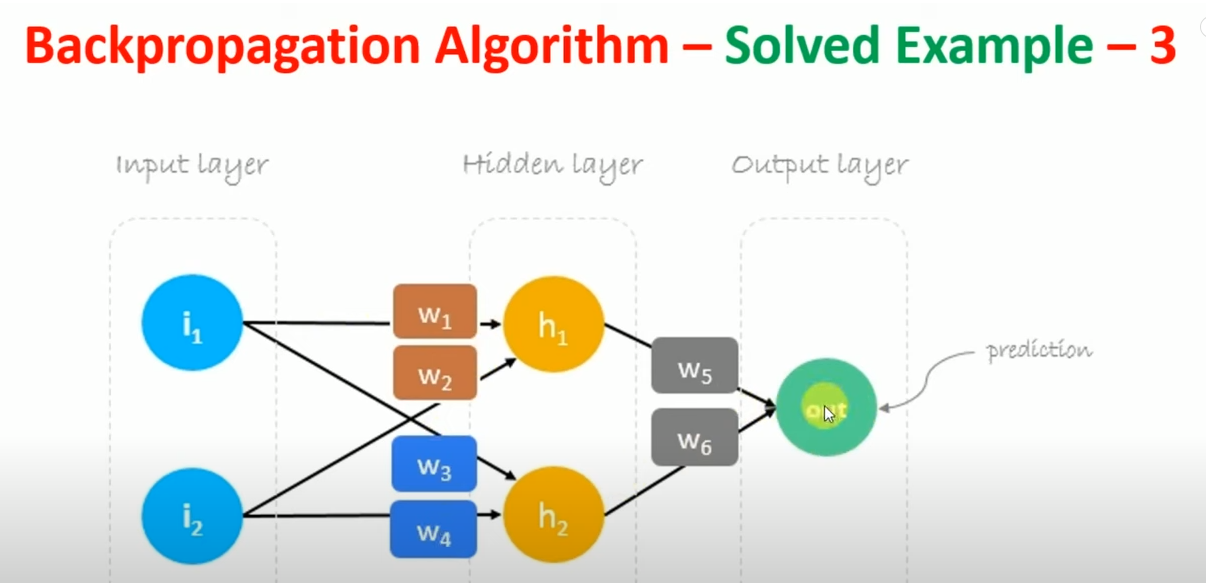 Backpropagation Algorithm – Solved Example – 3
Input layer
Hidden layer
Output layer
i₁
w₁
h₁
w₂
w₅
prediction
out
w₆
w₃
i₂
h₂
w₄